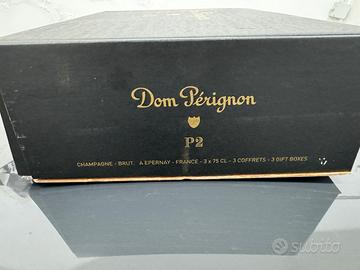 Dom Pérignon
P2
CHAMPAGNE - BRUT. A EPERNAY - FRANCE - 3 x 75 CL - 3 COFFRETS - 3 GIFT BOXES
subito